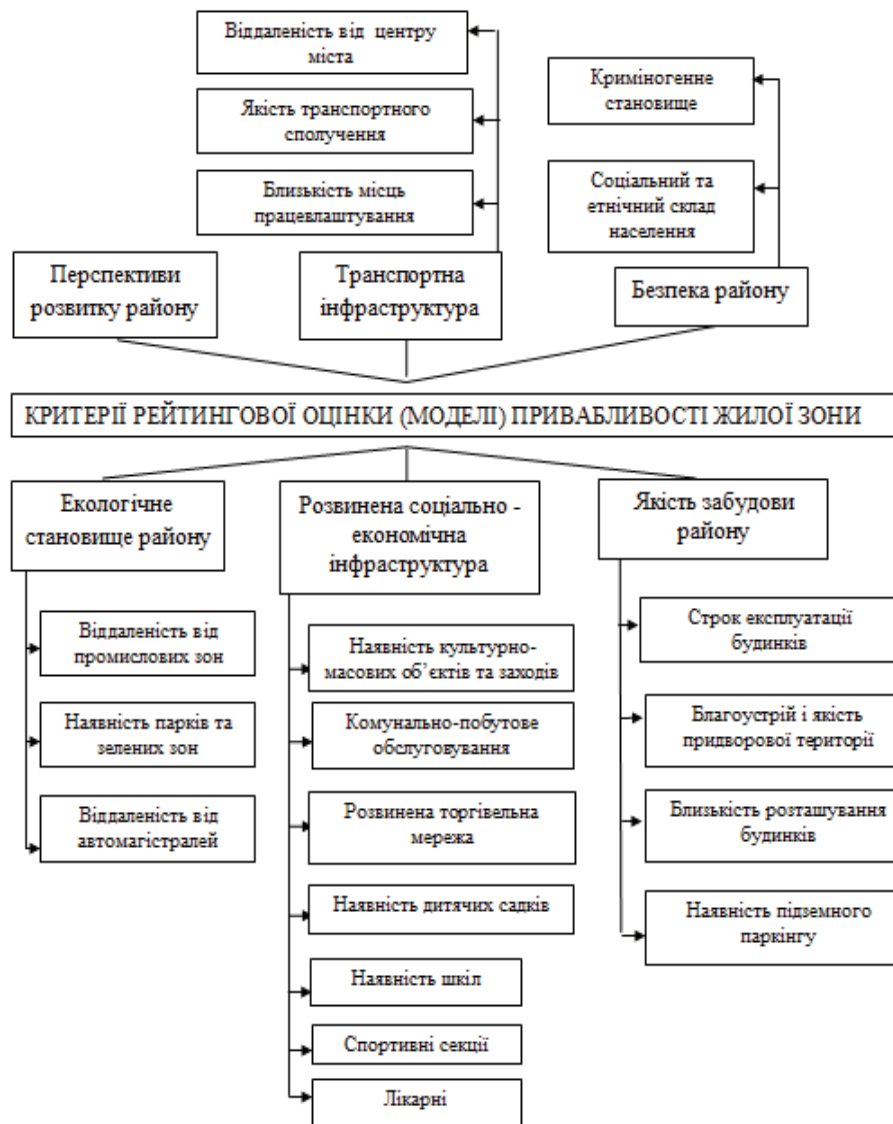 Віддаленість від центру
міста
Якість транспортного
сполучення
Близькість місць
працевлаштування
Криміногенне
становище
Соціальний та
етнічний склад
населення
Перспективи
розвитку району
Транспортна
інфраструктура
Безпека району
КРИТЕРІЇ РЕЙТИНГОВОЇ ОЦІНКИ (МОДЕЛІ) ПРИВАБЛИВОСТІ ЖИЛОЇ ЗОНИ
Екологічне
становище району
Віддаленість від
промислових зон
Наявність парків та
зелених зон
Віддаленість від
автомагістралей
Розвинена соціально -
економічна
інфраструктура
Наявність культурно-
масових об’єктів та заходів
Комунально-побутове
обслуговування
Розвинена торгівельна
мережа
Наявність дитячих садків
Наявність шкіл
Спортивні секції
Лікарні
Якість забудови
району
Строк експлуатації
будинків
Благоустрій і якість
придворової території
Близькість розташування
будинків
Наявність підземного
паркінгу